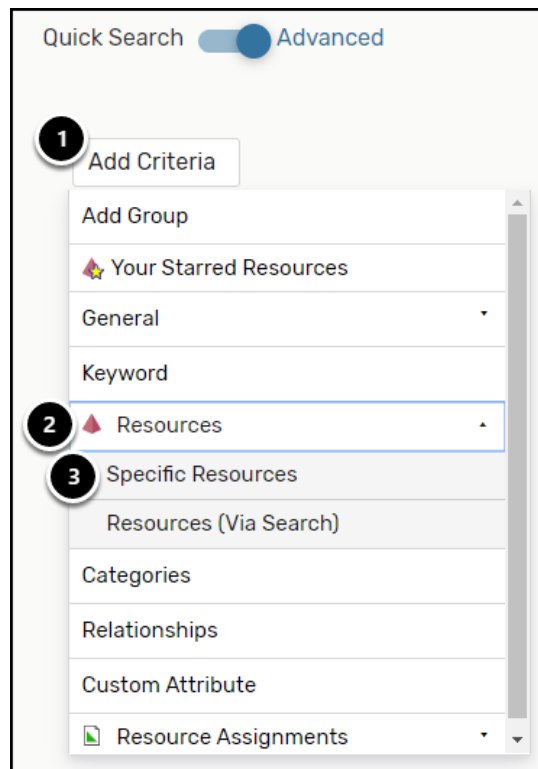 Quick Search Advanced
1
Add Criteria
Add Group
Your Starred Resources
General
Keyword
2 Resources
3 Specific Resources
Resources (Via Search)
Categories
Relationships
Custom Attribute
Resource Assignments